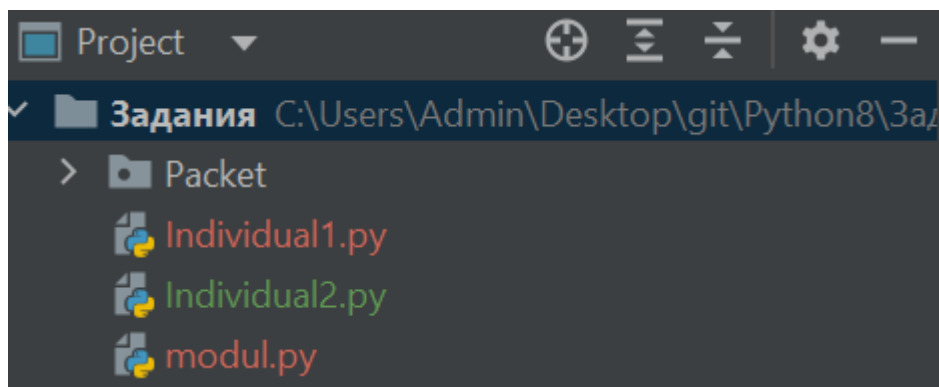 Project
Задания C:\Users\Admin\Desktop\git\Python8\Зад
Packet
Individual1.py
Individual2.py
modul.py